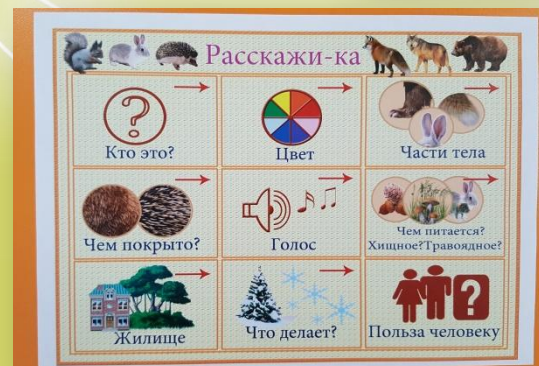 Расскажи-ка
Кто это?
Цвет
Части тела
Чем покрыто?
Голос
Чем питается?
Хищное?Травоядное?
Жилище
Что делает?
Польза человеку